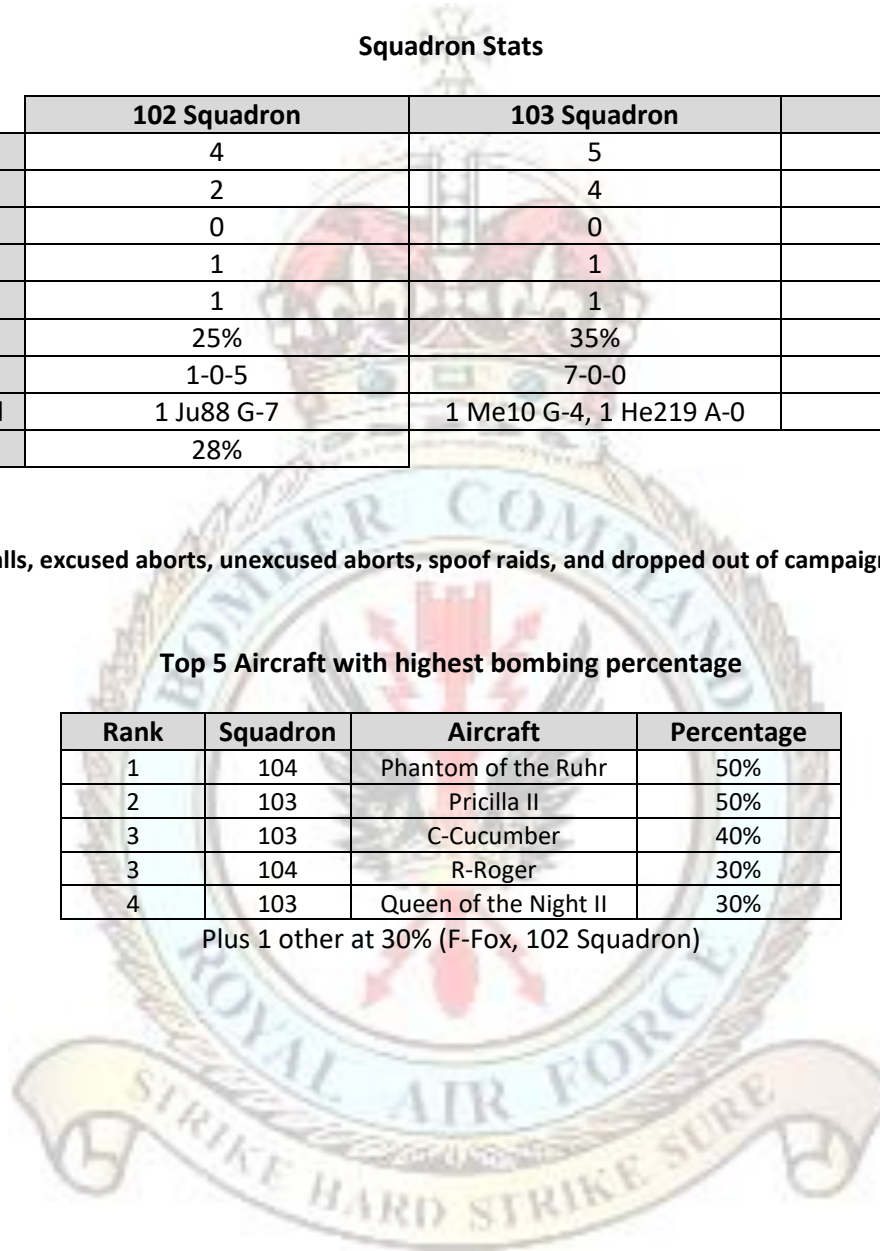 Squadron Stats
102 Squadron 103 Squadron
4 5
2 4
0 0
1 1
1 1
25% 35%
1-0-5 7-0-0
1 Ju88 G-7 1 Me10 G-4, 1 He219 A-0
28%
excused aborts, unexcused aborts, spoof raids, and dropped out of
Top 5 Aircraft with highest bombing percentage
Rank Squadron Aircraft Percentage
1 104 Phantom of the Ruhr 50%
2 103 Pricilla II 50%
3 103 C-Cucumber 40%
3 104 R-Roger 30%
4 103 Queen of the Night II 30%
Plus 1 other at 30% (F-Fox, 102 Squadron)
BOMBER COMMAND
ROYAL AIR FORCE
STRIKE HARD STRIKE SURE